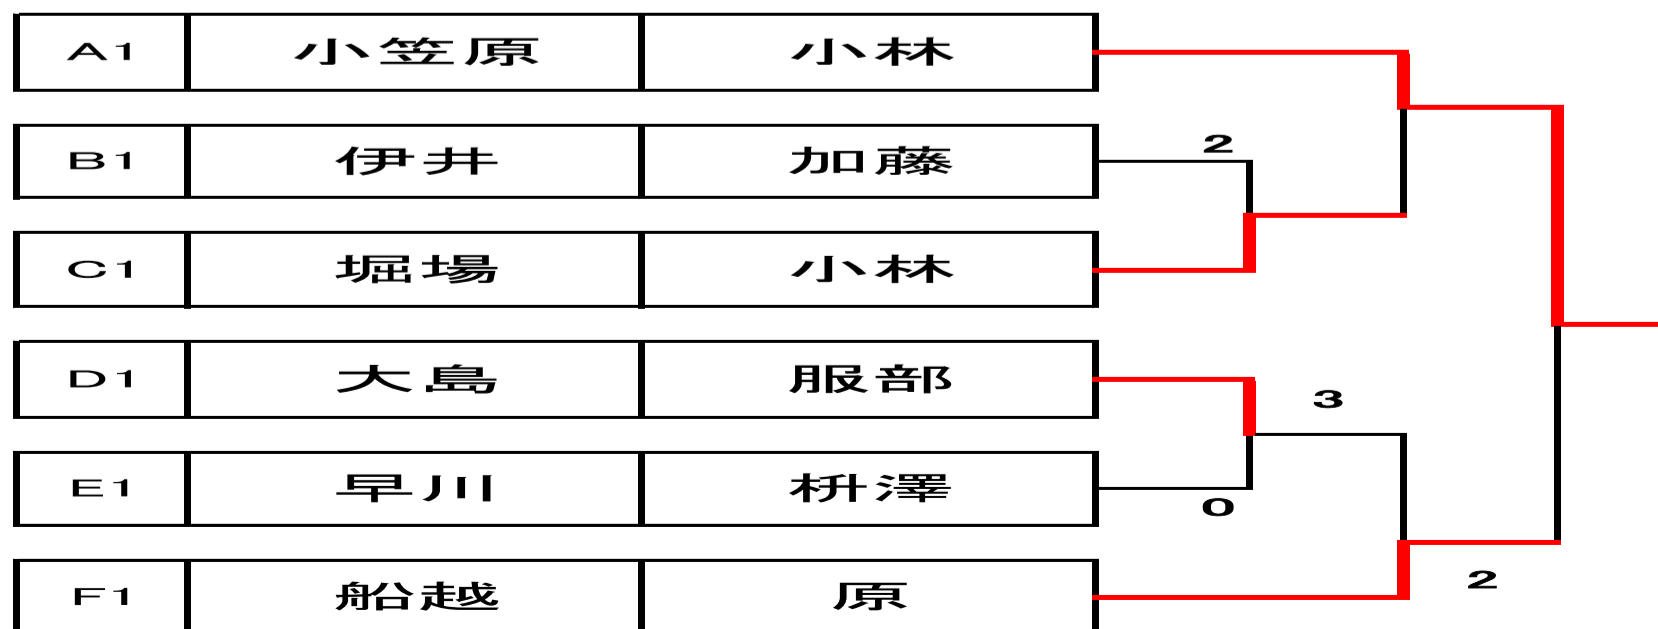 A1 小笠原 小林
2
B1 伊井 加藤
C1 堀場 小林
D1 大島 服部
3
E1 早川 枡澤
0
2
F1 船越 原